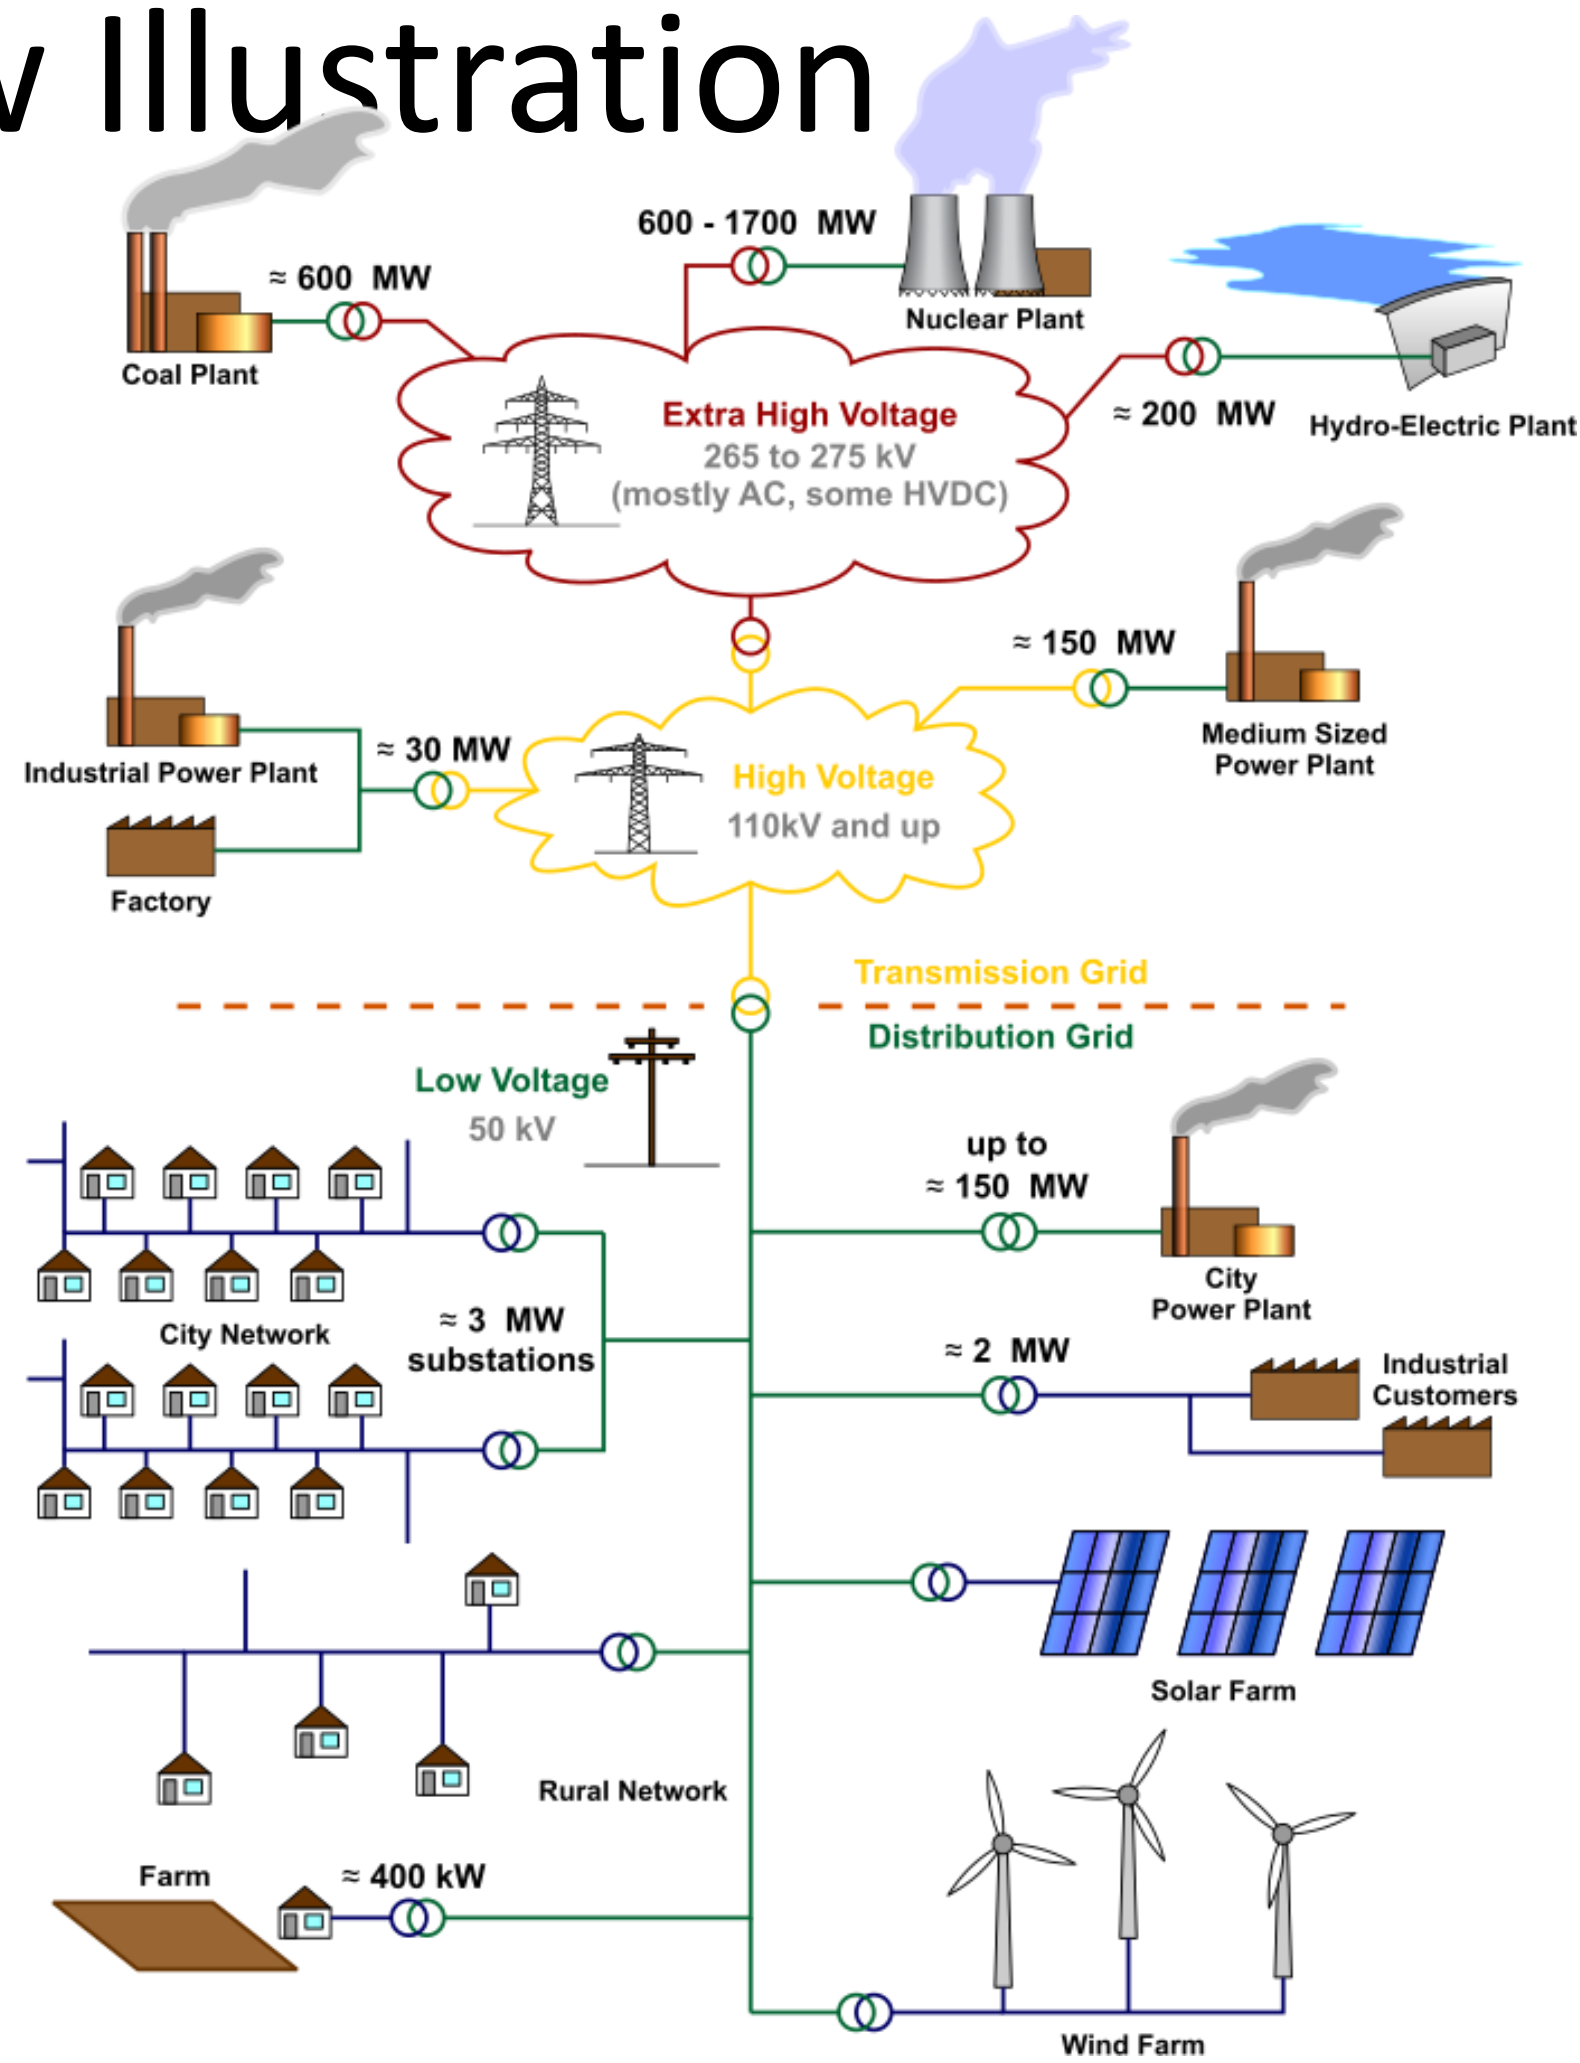 Illustration
600 - 1700  MW
≈ 600  MW
Nuclear Plant
Coal Plant
Extra High Voltage
265 to 275 kV
(mostly AC, some HVDC)
≈ 200  MW
Hydro-Electric Plant
≈ 150  MW
Medium Sized
Power Plant
≈ 30 MW
Industrial Power Plant
High Voltage
110kV and up
Factory
Transmission Grid
Distribution Grid
Low Voltage
50 kV
up to
≈ 150  MW
City
Power Plant
≈ 3  MW
substations
City Network
≈ 2  MW
Industrial
Customers
Solar Farm
Rural Network
Farm
≈ 400 kW
Wind Farm